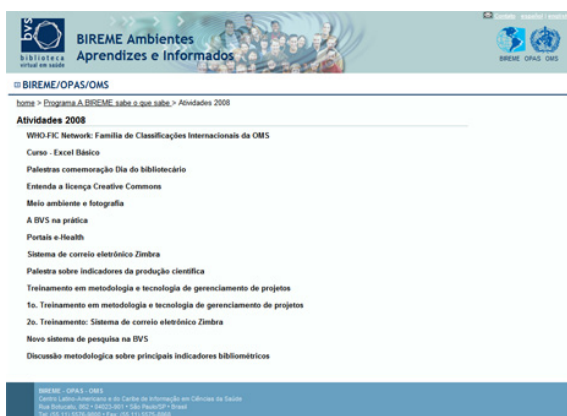 Contato español | english
bvs
biblioteca
virtual em saúde
BIREME Ambientes
Aprendizes e Informados
BIREME OPAS OMS
BIREME/OPAS/OMS
home > Programa A BIREME sabe o que sabe > Atividades 2008
Atividades 2008
WHO-FIC Network: Família de Classificações Internacionais da OMS
Curso - Excel Básico
Palestras comemoração Dia do bibliotecário
Entenda a licença Creative Commons
Meio ambiente e fotografia
A BVS na prática
Portais e-Health
Sistema de correio eletrônico Zimbra
Palestra sobre indicadores da produção científica
Treinamento em metodologia e tecnologia de gerenciamento de projetos
1o. Treinamento em metodologia e tecnologia de gerenciamento de projetos
2o. Treinamento: Sistema de correio eletrônico Zimbra
Novo sistema de pesquisa na BVS
Discussão metodologica sobre principais indicadores bibliométricos
BIREME - OPAS - OMS
Centro Latino-Americano e do Caribe de Informação em Ciências da Saúde
Rua Botucatu, 862 • 04023-901 • São Paulo/SP • Brasil